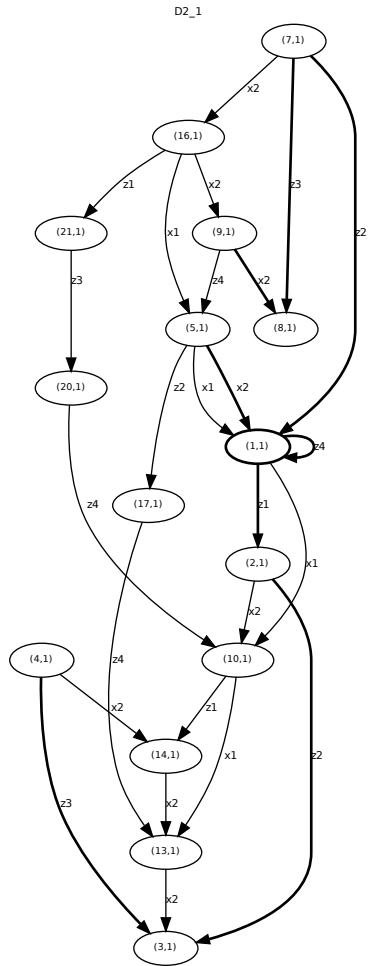 D2_1
(7,1)
x2
(16,1)
z1
x2
z3
x1
z2
(21,1)
(9,1)
z3
z4
x2
(5,1)
(8,1)
(20,1)
z2
x1
x2
(1,1)
z4
z4
(17,1)
z1
x1
(2,1)
x2
(4,1)
z4
(10,1)
x2
z1
z2
(14,1)
x1
z3
x2
(13,1)
x2
(3,1)